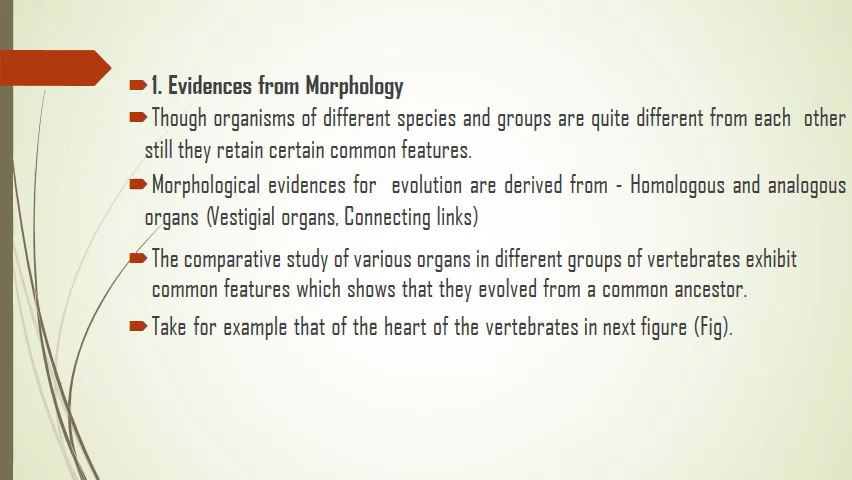 1. Evidences from Morphology
Though organisms of different species and groups are quite different from each other
still they retain certain common features.
Morphological evidences for evolution are derived from - Homologous and analogous
organs (Vestigial organs, Connecting links)
The comparative study of various organs in different groups of vertebrates exhibit
common features which shows that they evolved from a common ancestor.
Take for example that of the heart of the vertebrates in next figure (Fig).